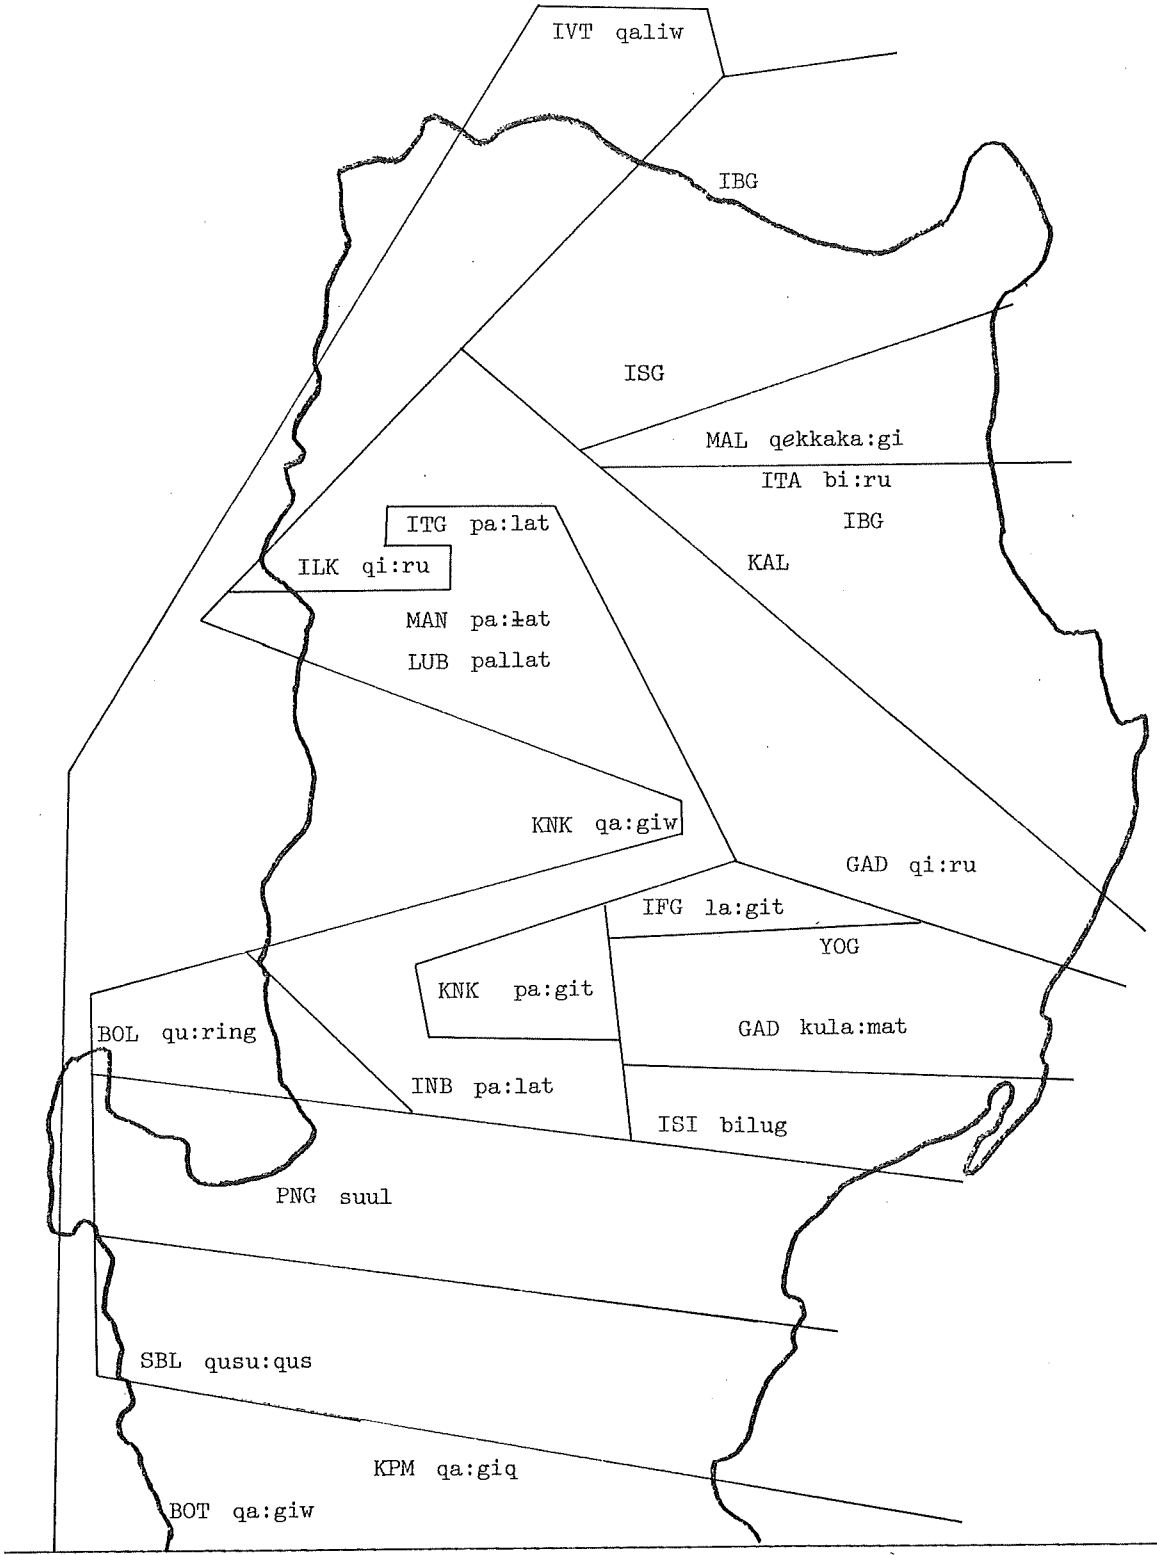 IVT qaliw
IBG
ISG
MAL qekkaka:gi
ITA bi:ru
IBG
ITG pa:lat
KAL
ILK qi:ru
MAN pa:łat
LUB pallat
KNK qa:giw
GAD qi:ru
IFG la:git
YOG
KNK pa:git
GAD kula:mat
BOL qu:ring
INB pa:lat
ISI bilug
PNG suul
SBL qusu:qus
KPM qa:giq
BOT qa:giw